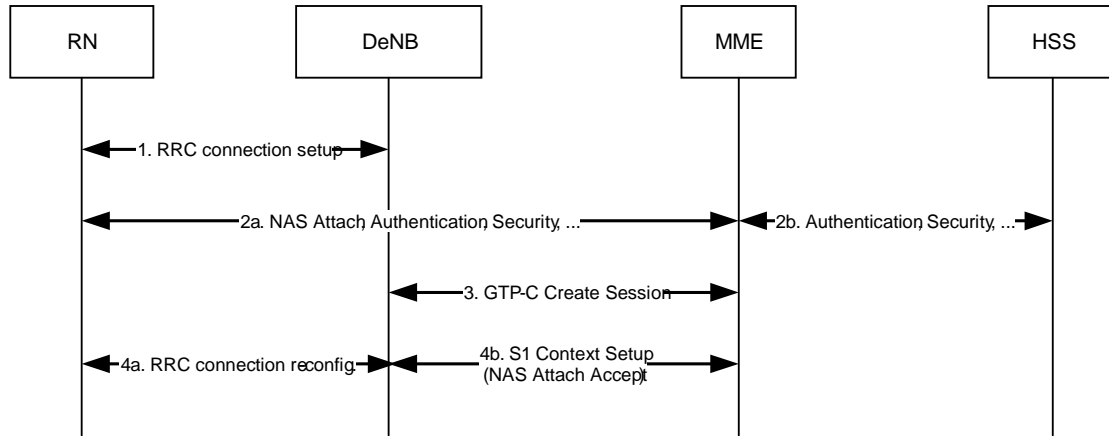 RN
DeNB
MME
HSS
1. RRC connection setup
2a. NAS Attach, Authentication, Security, ...
2b. Authentication, Security, ...
3. GTP-C Create Session
4a. RRC connection reconfig.
4b. S1 Context Setup
(NAS Attach Accept)